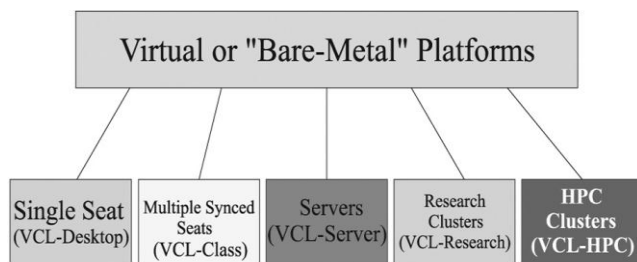 Virtual or "Bare-Metal" Platforms
Single Seat
(VCL-Desktop)
Multiple Synced
Seats
(VCL-Class)
Servers
(VCL-Server)
Research
Clusters
(VCL-Research)
HPC
Clusters
(VCL-HPC)